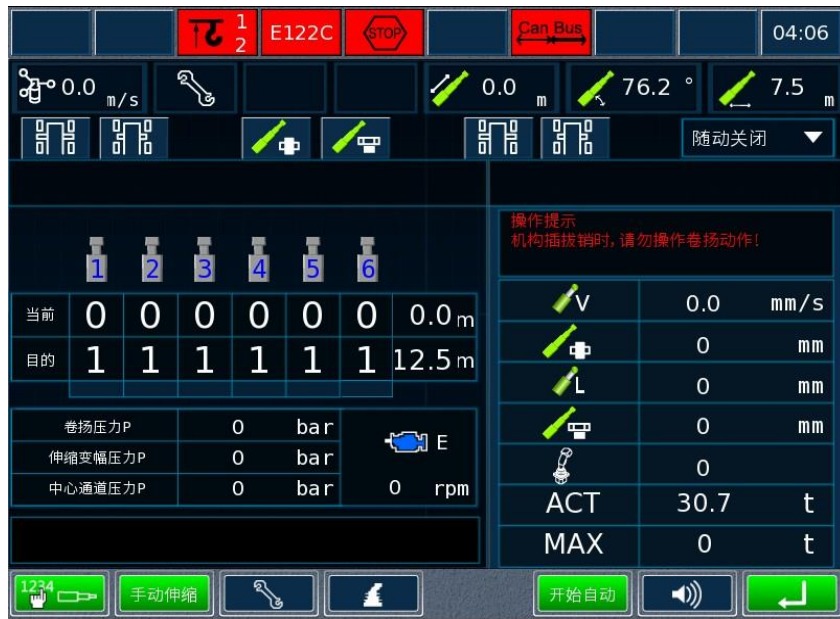 1
2
E122C
STOP
Can Bus
04:06
0.0 m/s
0.0 m
76.2 °
7.5 m
随动关闭
操作提示
机构插拔销时,请勿操作卷扬动作!
1 2 3 4 5 6
当前 0 0 0 0 0 0 0.0 m
目的 1 1 1 1 1 1 12.5 m
V 0.0 mm/s
0 mm
L 0 mm
0 mm
0
ACT 30.7 t
MAX 0 t
卷扬压力P 0 bar
伸缩变幅压力P 0 bar
中心通道压力P 0 bar
E
0 rpm
1234
手动伸缩
开始自动